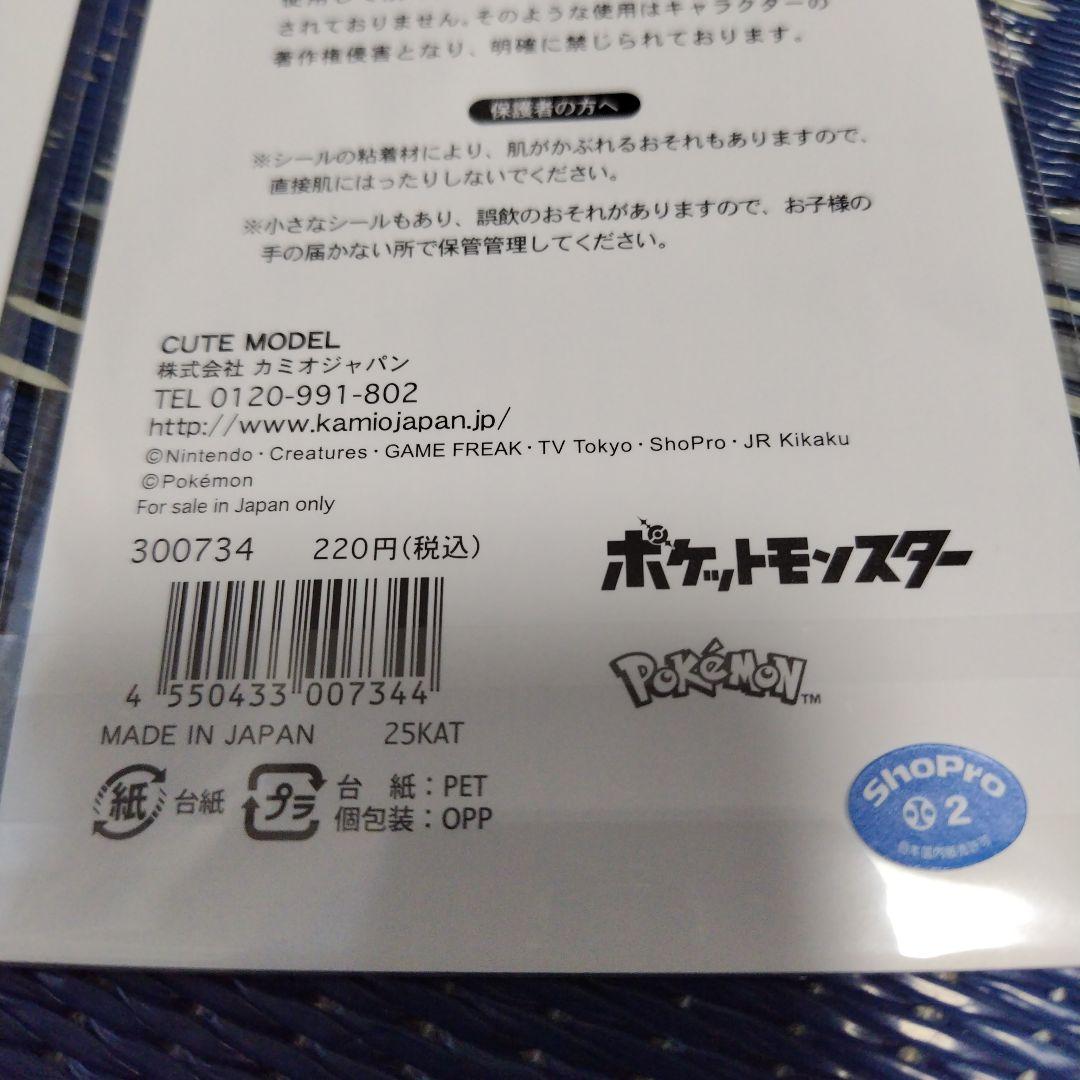 されておりません。そのような使用はキャラクターの
著作権侵害となり、明確に禁じられております。
保護者の方へ
※シールの粘着材により、肌がかぶれるおそれもありますので、
直接肌にはったりしないでください。
※小さなシールもあり、誤飲のおそれがありますので、お子様の
手の届かない所で保管管理してください。
CUTE MODEL
株式会社 カミオジャパン
TEL 0120-991-802
http://www.kamiojapan.jp/
©Nintendo・Creatures・GAME FREAK・TV Tokyo・ShoPro・JR Kikaku
©Pokémon
For sale in Japan only
300734 220円(税込)
ポケットモンスター
4 550433 007344
POKéMON™
MADE IN JAPAN 25KAT
紙 台紙 プラ 台 紙：PET
個包装：OPP
ShoPro
2
日本国内販売許可